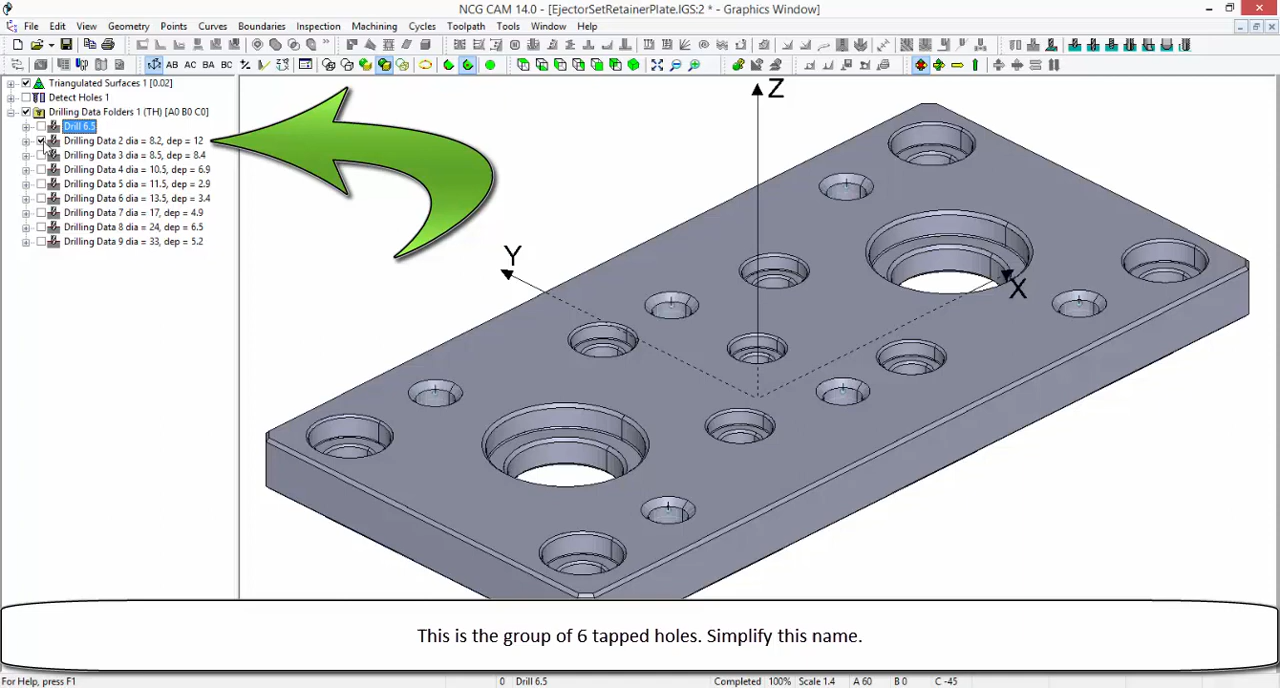 NCG CAM 14.0 - [EjectorSetRetainerPlate.IGS:2 * - Graphics Window]
File Edit View Geometry Points Curves Boundaries Inspection Machining Cycles Toolpath Tools Window Help
AB AC BA BC
Triangulated Surfaces 1 [0.02]
Detect Holes 1
Drilling Data Folders 1 (TH) [A0 B0 C0]
Drill 6.5
Drilling Data 2 dia = 8.2, dep = 12
Drilling Data 3 dia = 8.5, dep = 8.4
Drilling Data 4 dia = 10.5, dep = 6.9
Drilling Data 5 dia = 11.5, dep = 2.9
Drilling Data 6 dia = 13.5, dep = 3.4
Drilling Data 7 dia = 17, dep = 4.9
Drilling Data 8 dia = 24, dep = 6.5
Drilling Data 9 dia = 33, dep = 5.2
Z
Y
X
This is the group of 6 tapped holes. Simplify this name.
For Help, press F1 0 Drill 6.5 Completed 100% Scale 1.4 A 60 B 0 C -45